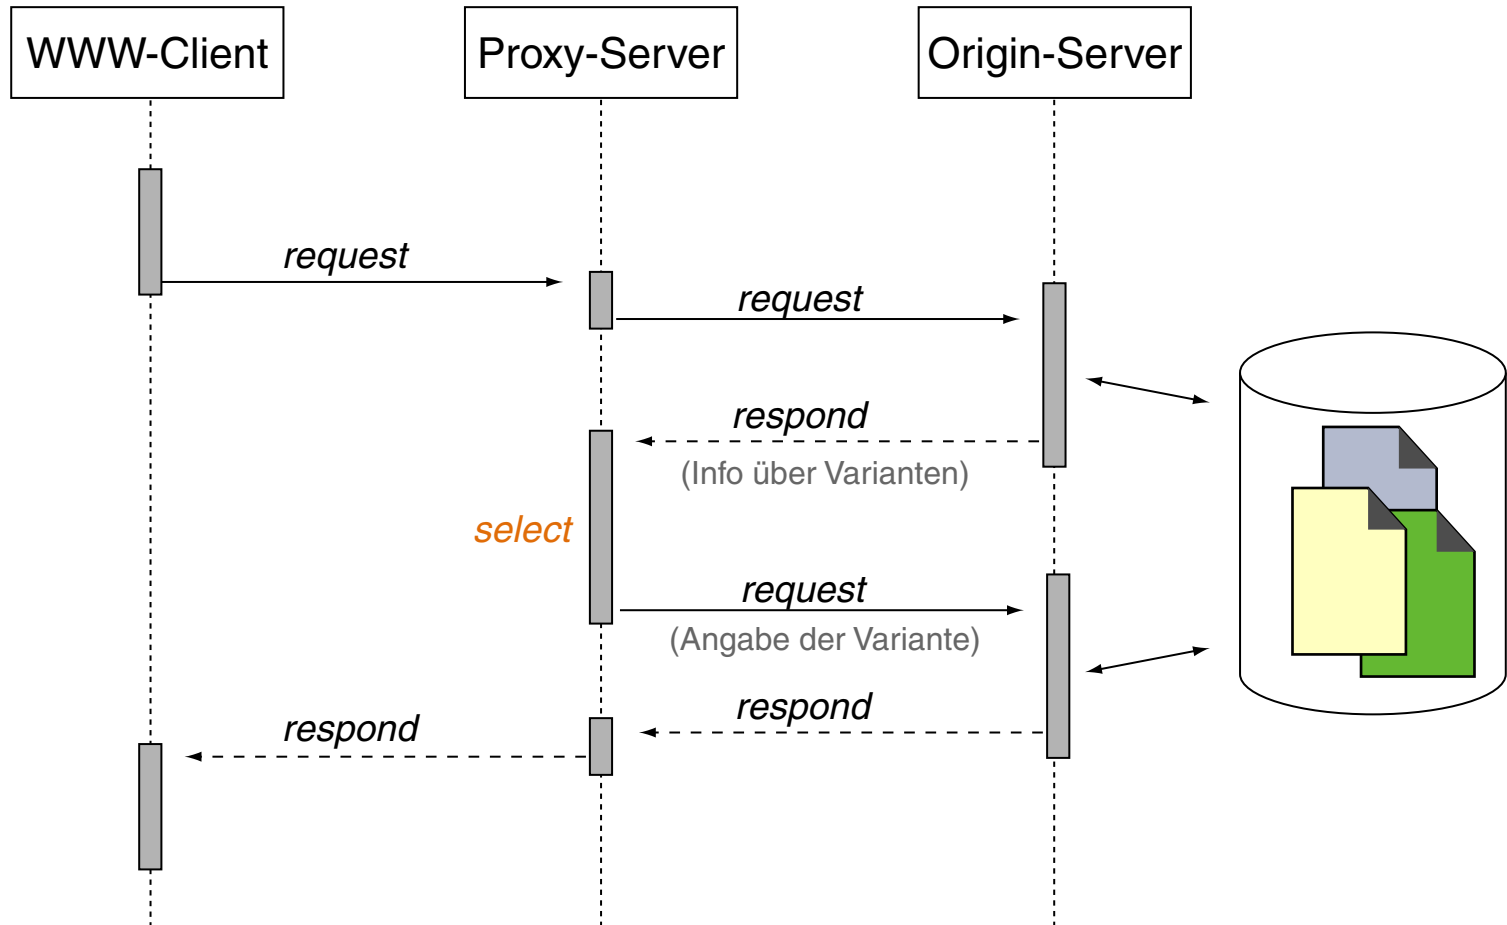 WWW-Client
Proxy-Server
Origin-Server
request
request
respond
(Info über Varianten)
select
request
(Angabe der Variante)
respond
respond